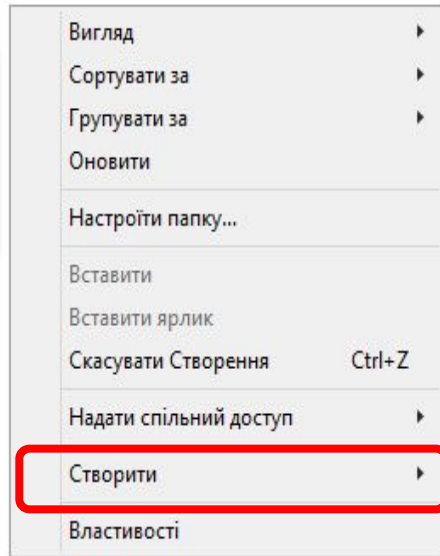 Вигляд
Сортувати за
Групувати за
Оновити
Настроїти папку...
Вставити
Вставити ярлик
Скасувати Створення Ctrl+Z
Надати спільний доступ
Створити
Властивості